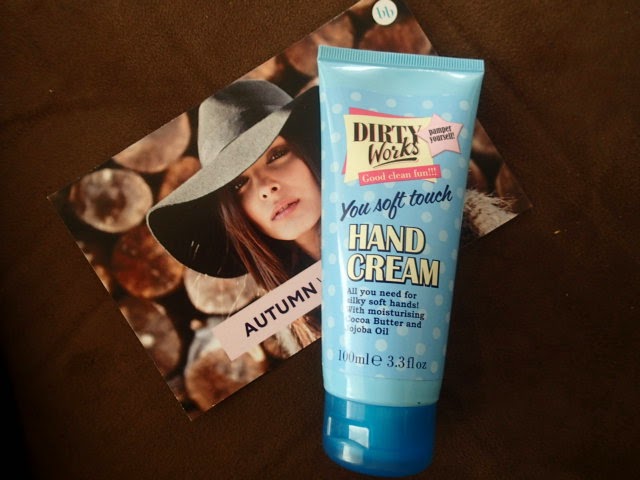 bb
DIRTY
Works
pamper
yourself!
Good clean fun!!!
You soft touch
HAND
CREAM
All you need for
silky soft hands!
With moisturising
Cocoa Butter and
Jojoba Oil
100ml e 3.3fl oz
AUTUMN